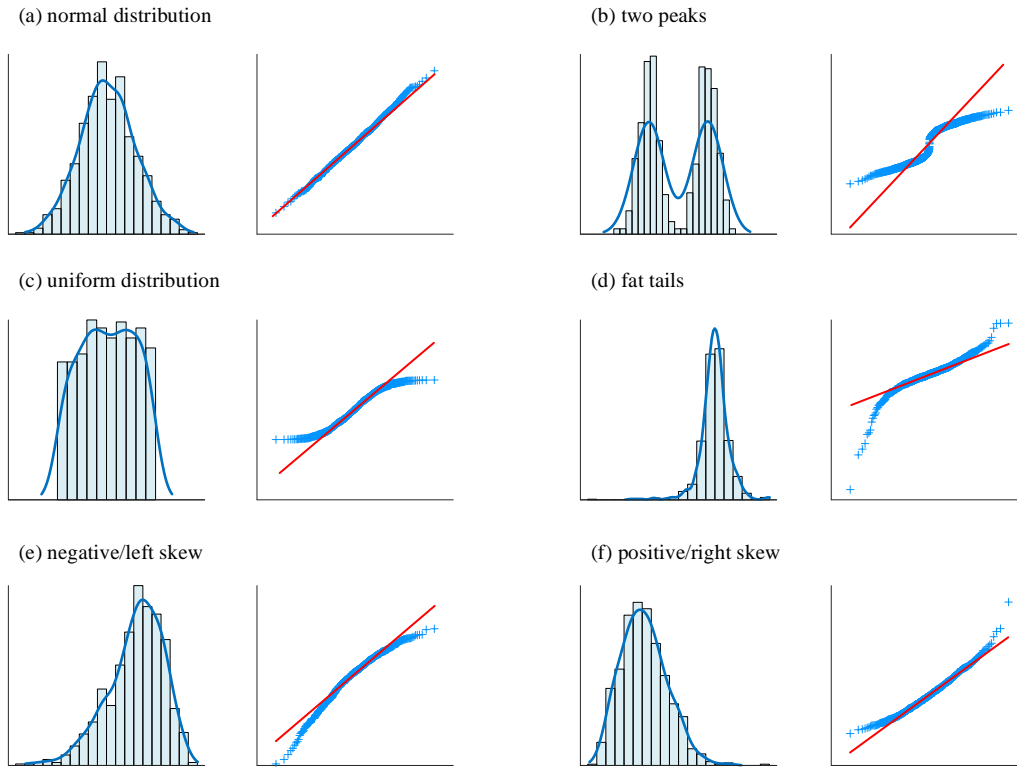 (a) normal distribution
(b) two peaks
(c) uniform distribution
(d) fat tails
(e) negative/left skew
(f) positive/right skew